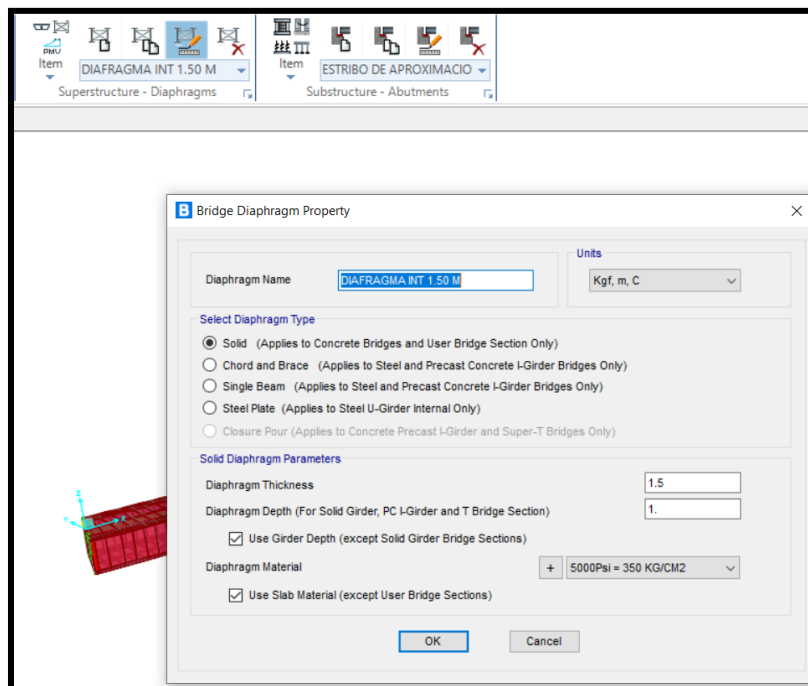 PMV
Item
DIAFRAGMA INT 1.50 M
Superstructure - Diaphragms
Item
ESTRIBO DE APROXIMACIO
Substructure - Abutments
B Bridge Diaphragm Property
Units
Diaphragm Name
DIAFRAGMA INT 1.50 M
Kgf, m, C
Select Diaphragm Type
Solid (Applies to Concrete Bridges and User Bridge Section Only)
Chord and Brace (Applies to Steel and Precast Concrete I-Girder Bridges Only)
Single Beam (Applies to Steel and Precast Concrete I-Girder Bridges Only)
Steel Plate (Applies to Steel U-Girder Internal Only)
Closure Pour (Applies to Concrete Precast I-Girder and Super-T Bridges Only)
Solid Diaphragm Parameters
Diaphragm Thickness 1.5
Diaphragm Depth (For Solid Girder, PC I-Girder and T Bridge Section) 1.
Use Girder Depth (except Solid Girder Bridge Sections)
Diaphragm Material + 5000Psi = 350 KG/CM2
Use Slab Material (except User Bridge Sections)
OK Cancel
Z
Y X